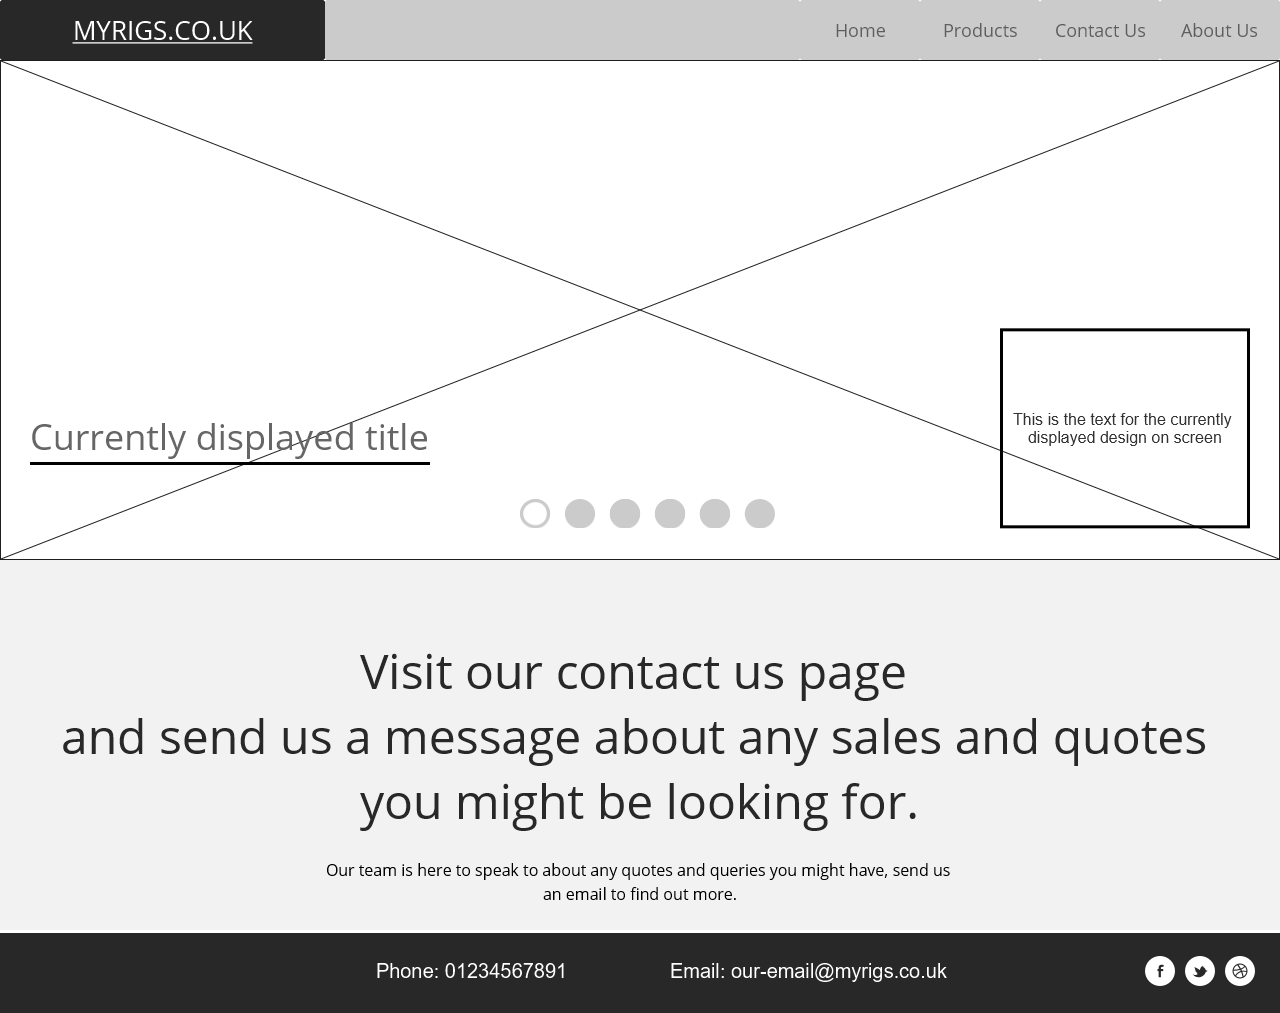 MYRIGS.CO.UK
Home
Products
Contact Us
About Us
Currently displayed title
This is the text for the currently
displayed design on screen
Visit our contact us page
and send us a message about any sales and quotes
you might be looking for.
Our team is here to speak to about any quotes and queries you might have, send us
an email to find out more.
Phone: 01234567891
Email: our-email@myrigs.co.uk